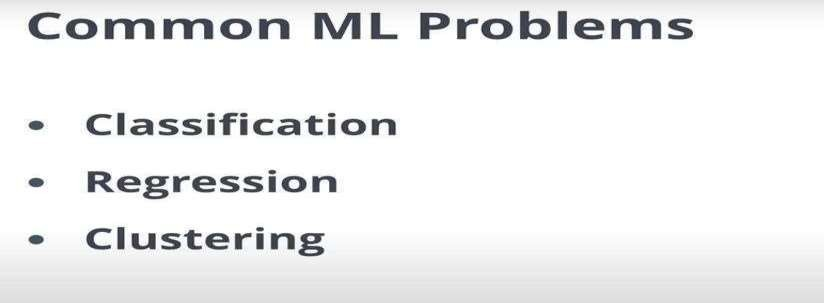 Common ML Problems
• Classification
• Regression
• Clustering